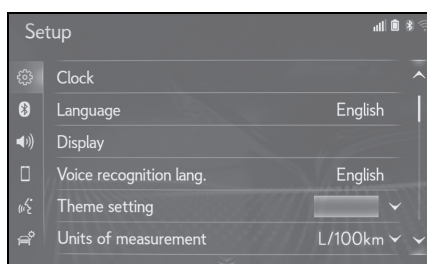 Setup
Clock
Language English
Display
Voice recognition lang. English
Theme setting
Units of measurement L/100km